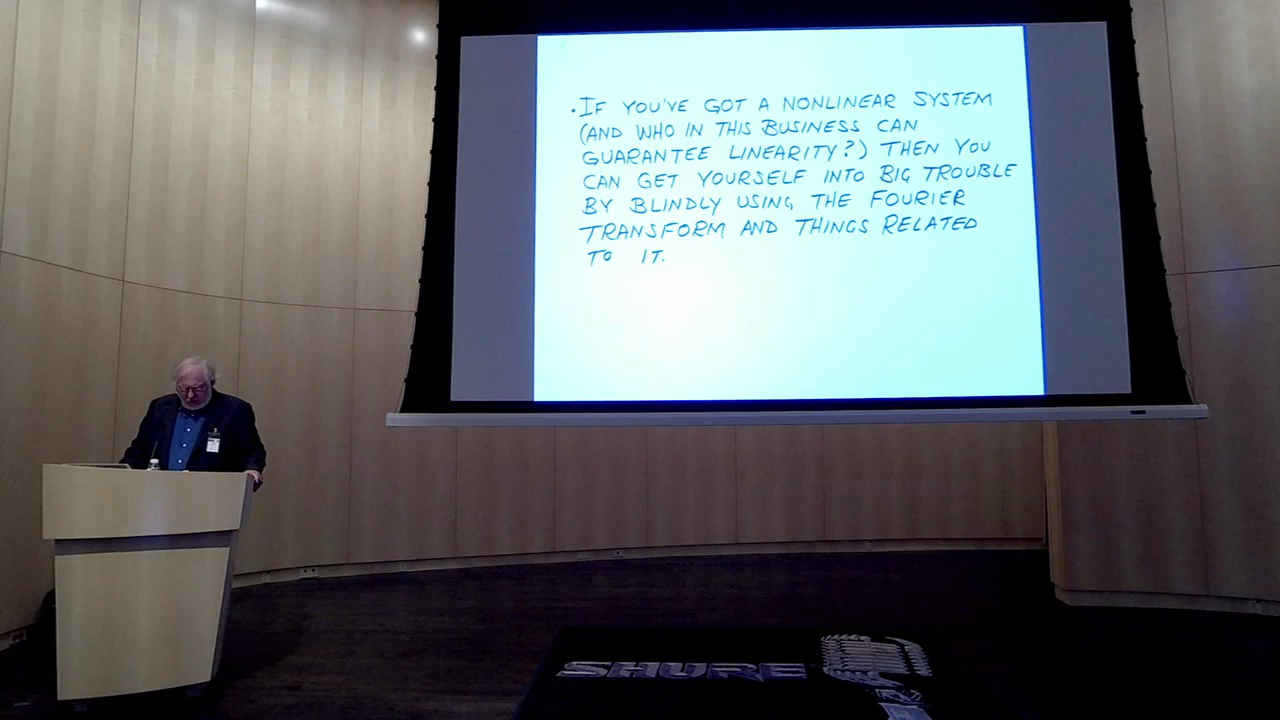 · IF YOU'VE GOT A NONLINEAR SYSTEM
(AND WHO IN THIS BUSINESS CAN
GUARANTEE LINEARITY?) THEN YOU
CAN GET YOURSELF INTO BIG TROUBLE
BY BLINDLY USING THE FOURIER
TRANSFORM AND THINGS RELATED
TO IT.
SHURE